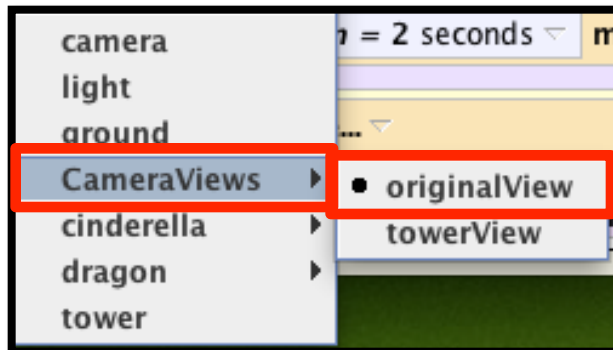 camera
light
ground
CameraViews
cinderella
dragon
tower
= 2 seconds
originalView
towerView